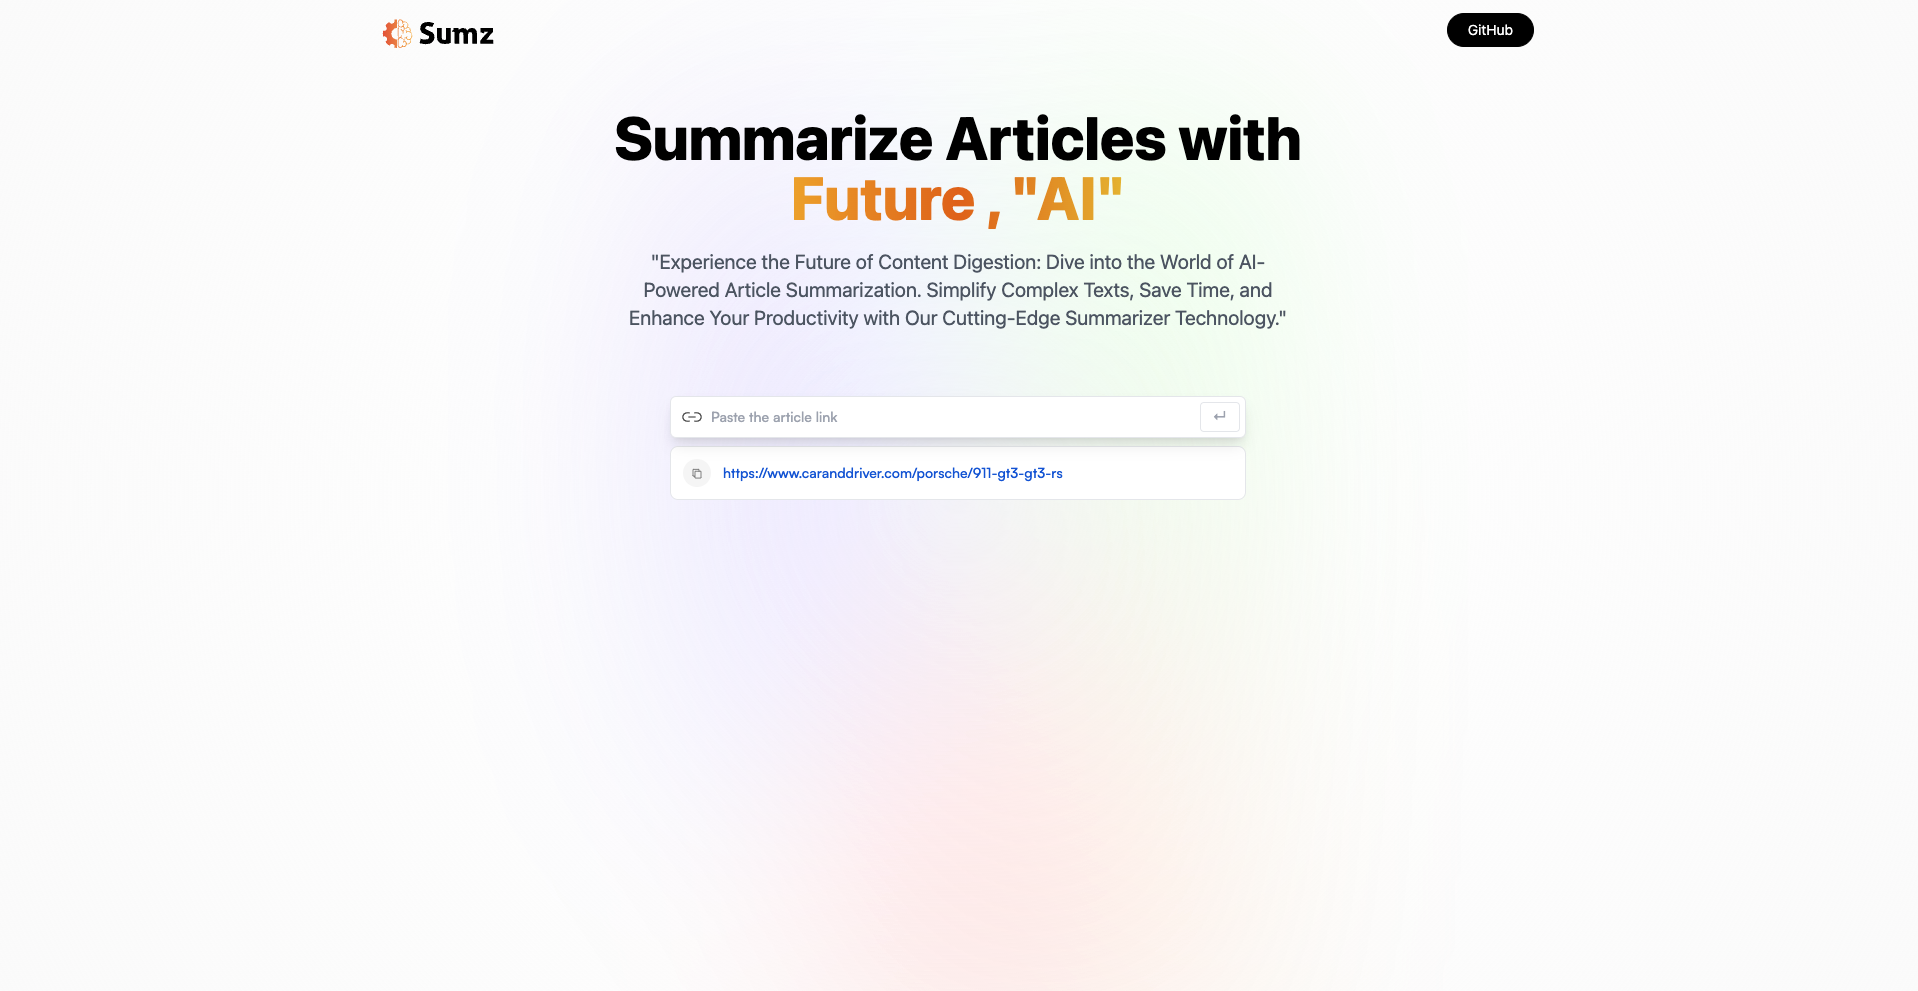 Sumz
GitHub
Summarize Articles with
Future , "AI"
"Experience the Future of Content Digestion: Dive into the World of AI-
Powered Article Summarization. Simplify Complex Texts, Save Time, and
Enhance Your Productivity with Our Cutting-Edge Summarizer Technology."
Paste the article link
https://www.caranddriver.com/porsche/911-gt3-gt3-rs